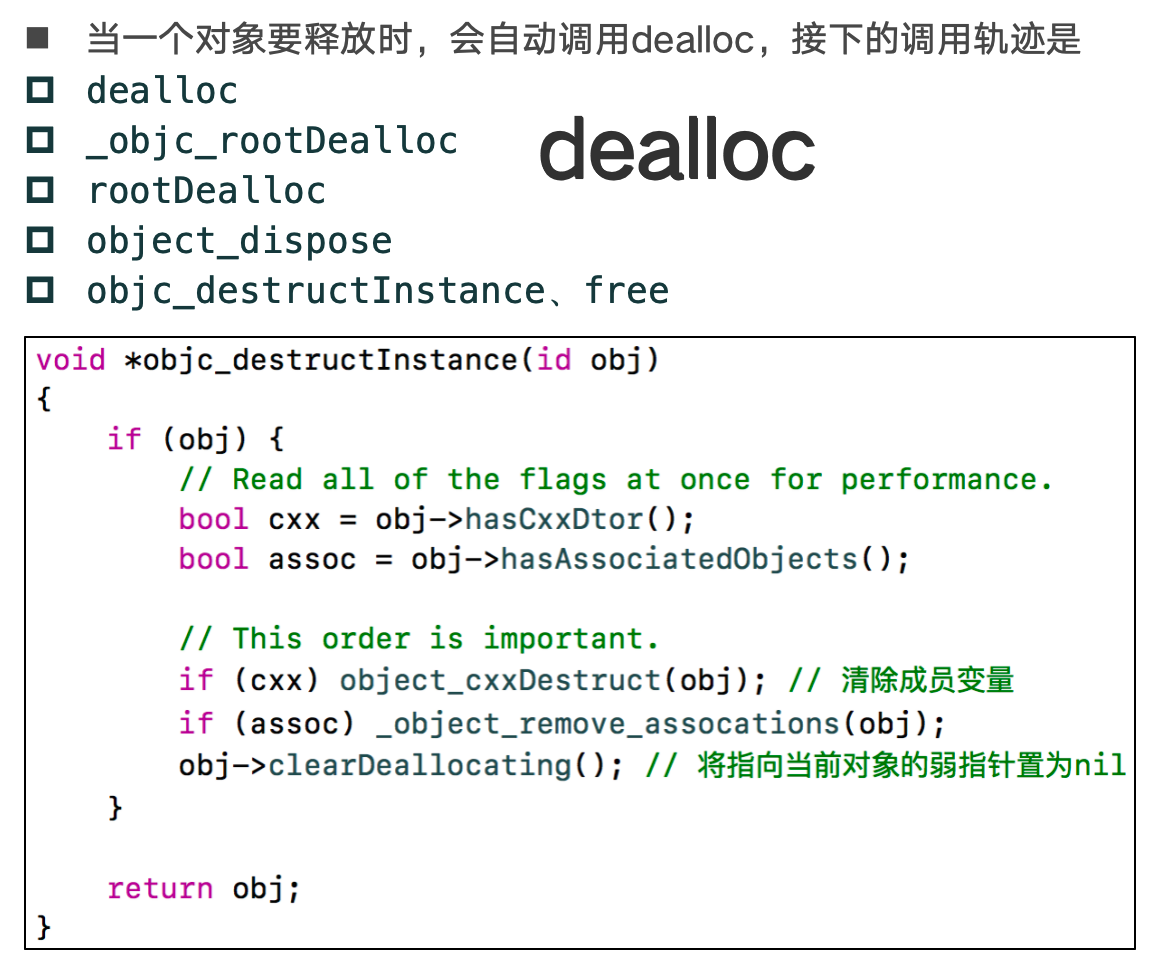 当一个对象要释放时，会自动调用dealloc，接下的调用轨迹是
dealloc
_objc_rootDealloc
rootDealloc
object_dispose
objc_destructInstance、free
dealloc
void *objc_destructInstance(id obj)
{
    if (obj) {
        // Read all of the flags at once for performance.
        bool cxx = obj->hasCxxDtor();
        bool assoc = obj->hasAssociatedObjects();
        // This order is important.
        if (cxx) object_cxxDestruct(obj); // 清除成员变量
        if (assoc) _object_remove_assocations(obj);
        obj->clearDeallocating(); // 将指向当前对象的弱指针置为nil
    }
    return obj;
}